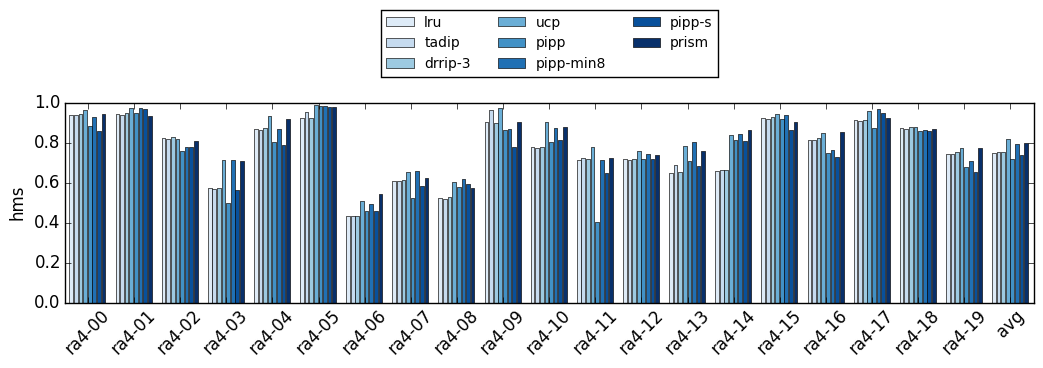 lru ucp pipp-s
tadip pipp prism
drrip-3 pipp-min8
1.0
0.8
0.6
0.4
0.2
0.0
hms
ra4-00 ra4-01 ra4-02 ra4-03 ra4-04 ra4-05 ra4-06 ra4-07 ra4-08 ra4-09 ra4-10 ra4-11 ra4-12 ra4-13 ra4-14 ra4-15 ra4-16 ra4-17 ra4-18 ra4-19 avg